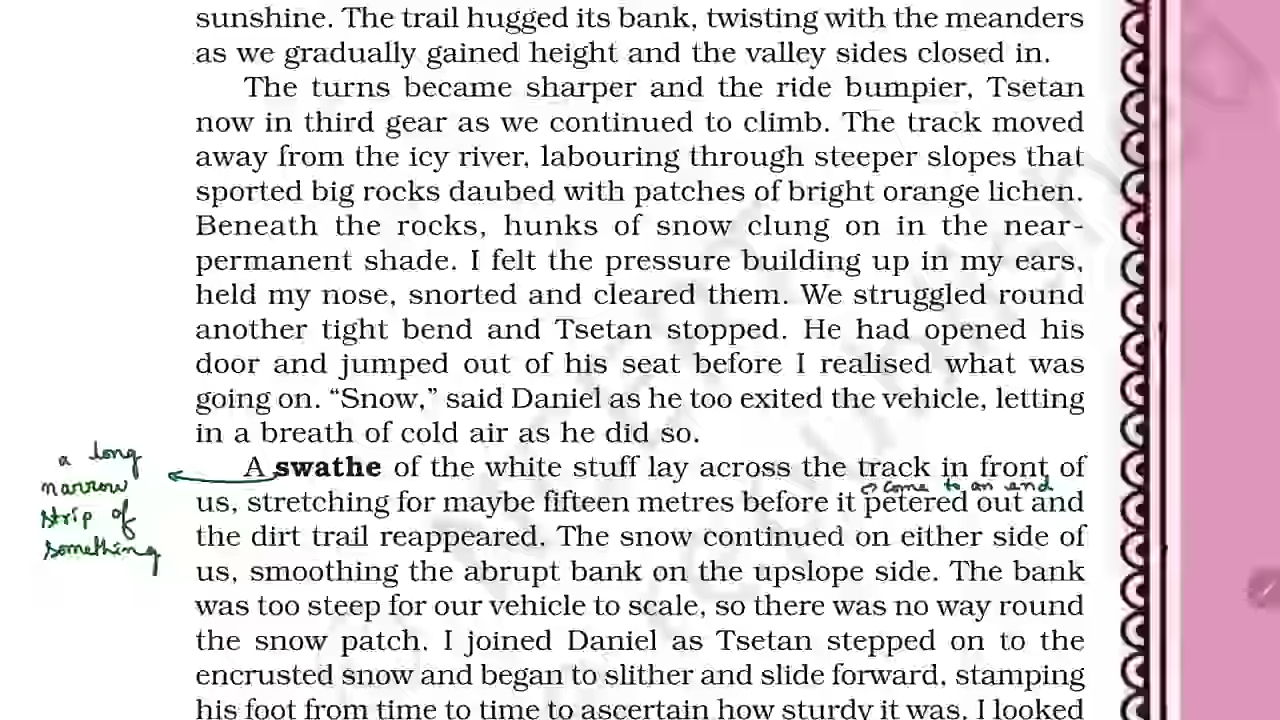 sunshine. The trail hugged its bank, twisting with the meanders
as we gradually gained height and the valley sides closed in.
The turns became sharper and the ride bumpier, Tsetan
now in third gear as we continued to climb. The track moved
away from the icy river, labouring through steeper slopes that
sported big rocks daubed with patches of bright orange lichen.
Beneath the rocks, hunks of snow clung on in the near-
permanent shade. I felt the pressure building up in my ears,
held my nose, snorted and cleared them. We struggled round
another tight bend and Tsetan stopped. He had opened his
door and jumped out of his seat before I realised what was
going on. “Snow,” said Daniel as he too exited the vehicle, letting
in a breath of cold air as he did so.
a long
narrow
strip of
something
A swathe of the white stuff lay across the track in front of
come to an end
us, stretching for maybe fifteen metres before it petered out and
the dirt trail reappeared. The snow continued on either side of
us, smoothing the abrupt bank on the upslope side. The bank
was too steep for our vehicle to scale, so there was no way round
the snow patch. I joined Daniel as Tsetan stepped on to the
encrusted snow and began to slither and slide forward, stamping
his foot from time to time to ascertain how sturdy it was. I looked